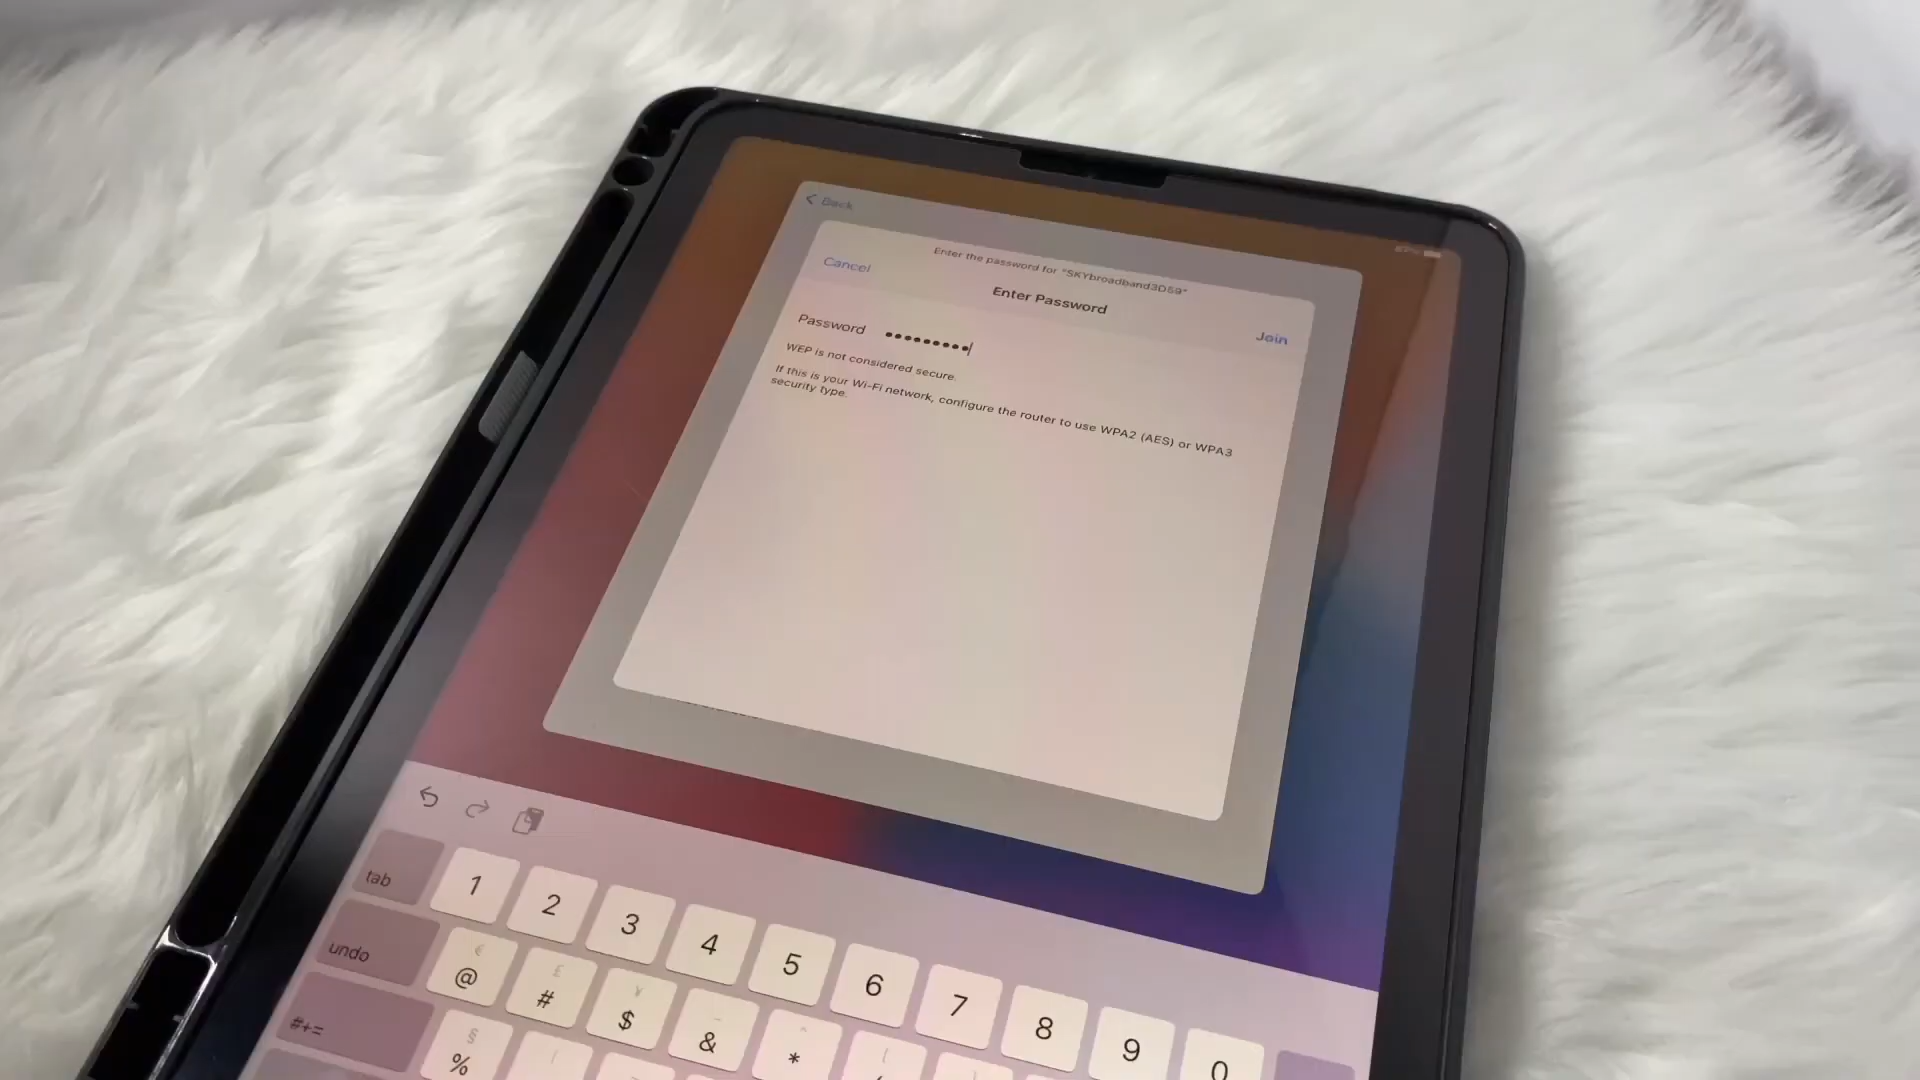 Back
Enter the password for "SKYbroadband3D59"
Cancel
Enter Password
Join
Password
WEP is not considered secure.
If this is your Wi-Fi network, configure the router to use WPA2 (AES) or WPA3
security type.
tab
1 2 3 4 5 6 7 8 9 0
undo
€ £ ¥
@ # $ & *
#+=
§
%